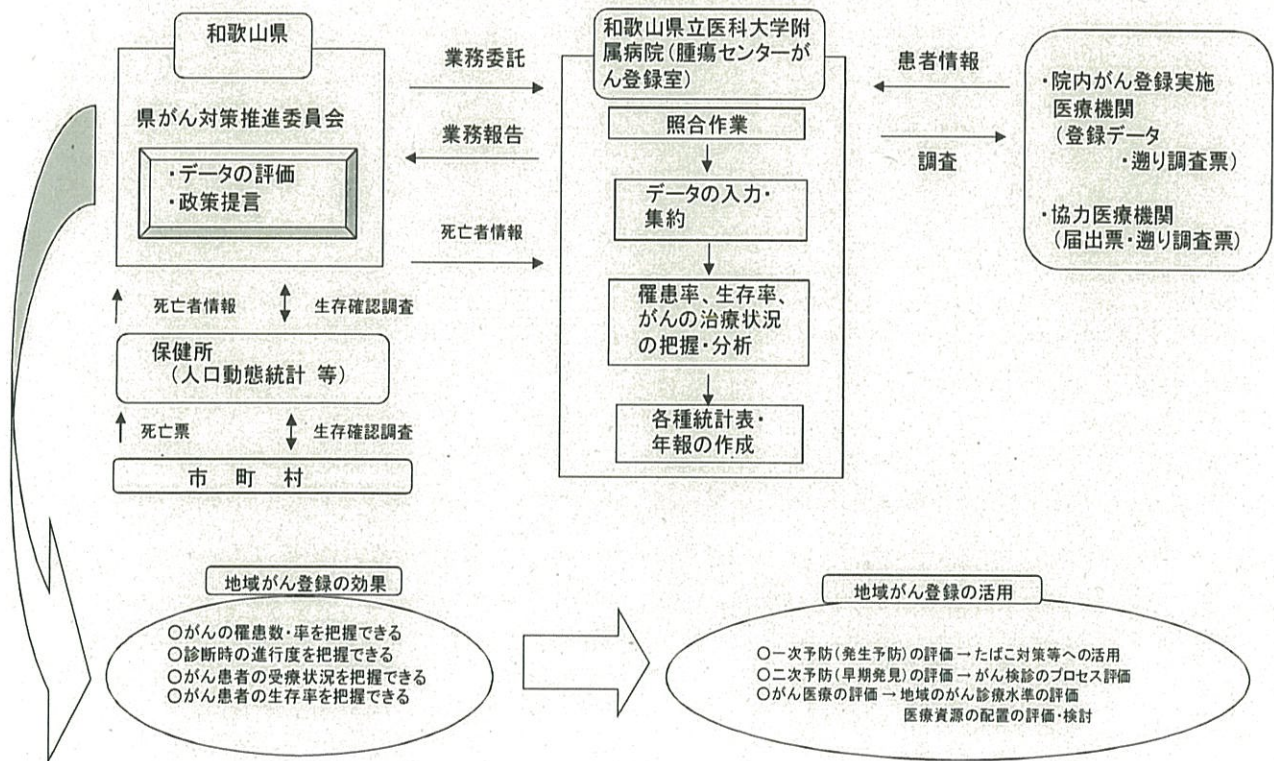 和歌山県
県がん対策推進委員会
・データの評価
・政策提言
業務委託
業務報告
死亡者情報
死亡者情報
生存確認調査
保健所
(人口動態統計 等)
死亡票
生存確認調査
市 町 村
和歌山県立医科大学附
属病院(腫瘍センターが
ん登録室)
照合作業
データの入力・
集約
罹患率、生存率、
がんの治療状況
の把握・分析
各種統計表・
年報の作成
患者情報
調査
・院内がん登録実施
医療機関
(登録データ
・遡り調査票)
・協力医療機関
(届出票・遡り調査票)
地域がん登録の効果
○がんの罹患数・率を把握できる
○診断時の進行度を把握できる
○がん患者の受療状況を把握できる
○がん患者の生存率を把握できる
地域がん登録の活用
○一次予防(発生予防)の評価→たばこ対策等への活用
○二次予防(早期発見)の評価→がん検診のプロセス評価
○がん医療の評価→地域のがん診療水準の評価
医療資源の配置の評価・検討